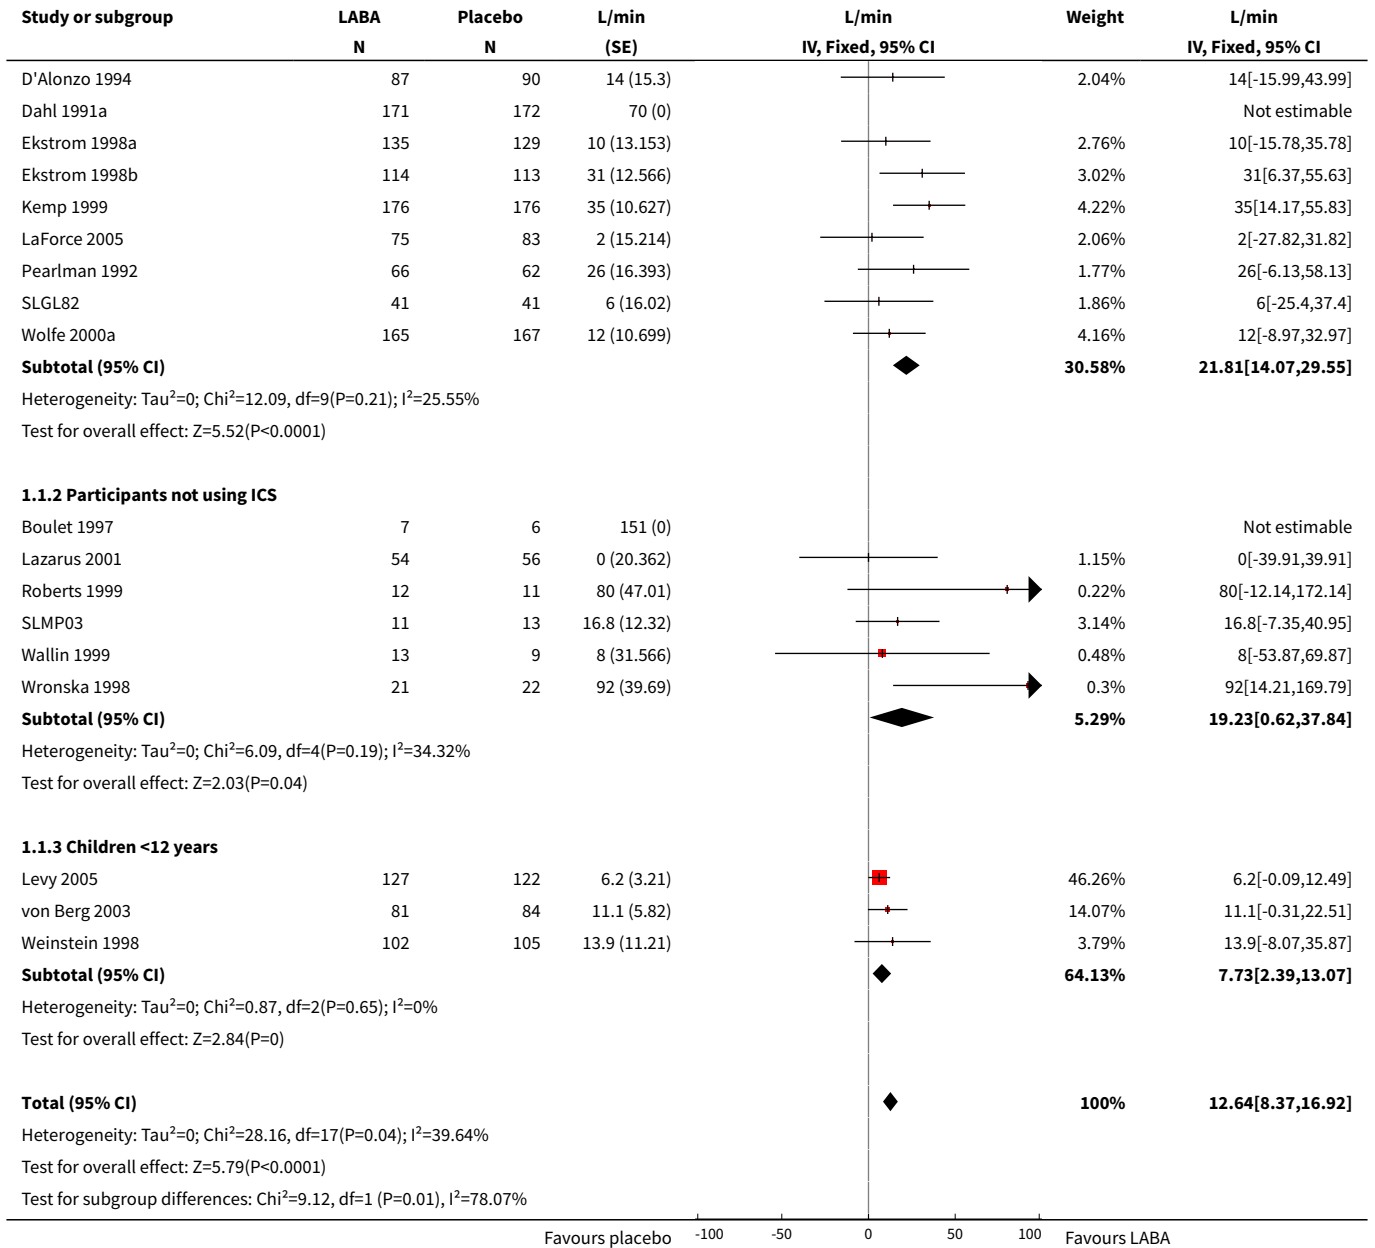 Study or subgroup LABA Placebo L/min L/min Weight L/min
N N (SE) IV, Fixed, 95% CI IV, Fixed, 95% CI
D'Alonzo 1994 87 90 14 (15.3) 2.04% 14[-15.99,43.99]
Dahl 1991a 171 172 70 (0) Not estimable
Ekstrom 1998a 135 129 10 (13.153) 2.76% 10[-15.78,35.78]
Ekstrom 1998b 114 113 31 (12.566) 3.02% 31[6.37,55.63]
Kemp 1999 176 176 35 (10.627) 4.22% 35[14.17,55.83]
LaForce 2005 75 83 2 (15.214) 2.06% 2[-27.82,31.82]
Pearlman 1992 66 62 26 (16.393) 1.77% 26[-6.13,58.13]
SLGL82 41 41 6 (16.02) 1.86% 6[-25.4,37.4]
Wolfe 2000a 165 167 12 (10.699) 4.16% 12[-8.97,32.97]
Subtotal (95% CI) 30.58% 21.81[14.07,29.55]
Heterogeneity: Tau²=0; Chi²=12.09, df=9(P=0.21); I²=25.55%
Test for overall effect: Z=5.52(P<0.0001)
1.1.2 Participants not using ICS
Boulet 1997 7 6 151 (0) Not estimable
Lazarus 2001 54 56 0 (20.362) 1.15% 0[-39.91,39.91]
Roberts 1999 12 11 80 (47.01) 0.22% 80[-12.14,172.14]
SLMP03 11 13 16.8 (12.32) 3.14% 16.8[-7.35,40.95]
Wallin 1999 13 9 8 (31.566) 0.48% 8[-53.87,69.87]
Wronska 1998 21 22 92 (39.69) 0.3% 92[14.21,169.79]
Subtotal (95% CI) 5.29% 19.23[0.62,37.84]
Heterogeneity: Tau²=0; Chi²=6.09, df=4(P=0.19); I²=34.32%
Test for overall effect: Z=2.03(P=0.04)
1.1.3 Children <12 years
Levy 2005 127 122 6.2 (3.21) 46.26% 6.2[-0.09,12.49]
von Berg 2003 81 84 11.1 (5.82) 14.07% 11.1[-0.31,22.51]
Weinstein 1998 102 105 13.9 (11.21) 3.79% 13.9[-8.07,35.87]
Subtotal (95% CI) 64.13% 7.73[2.39,13.07]
Heterogeneity: Tau²=0; Chi²=0.87, df=2(P=0.65); I²=0%
Test for overall effect: Z=2.84(P=0)
Total (95% CI) 100% 12.64[8.37,16.92]
Heterogeneity: Tau²=0; Chi²=28.16, df=17(P=0.04); I²=39.64%
Test for overall effect: Z=5.79(P<0.0001)
Test for subgroup differences: Chi²=9.12, df=1 (P=0.01), I²=78.07%
Favours placebo -100 -50 0 50 100 Favours LABA